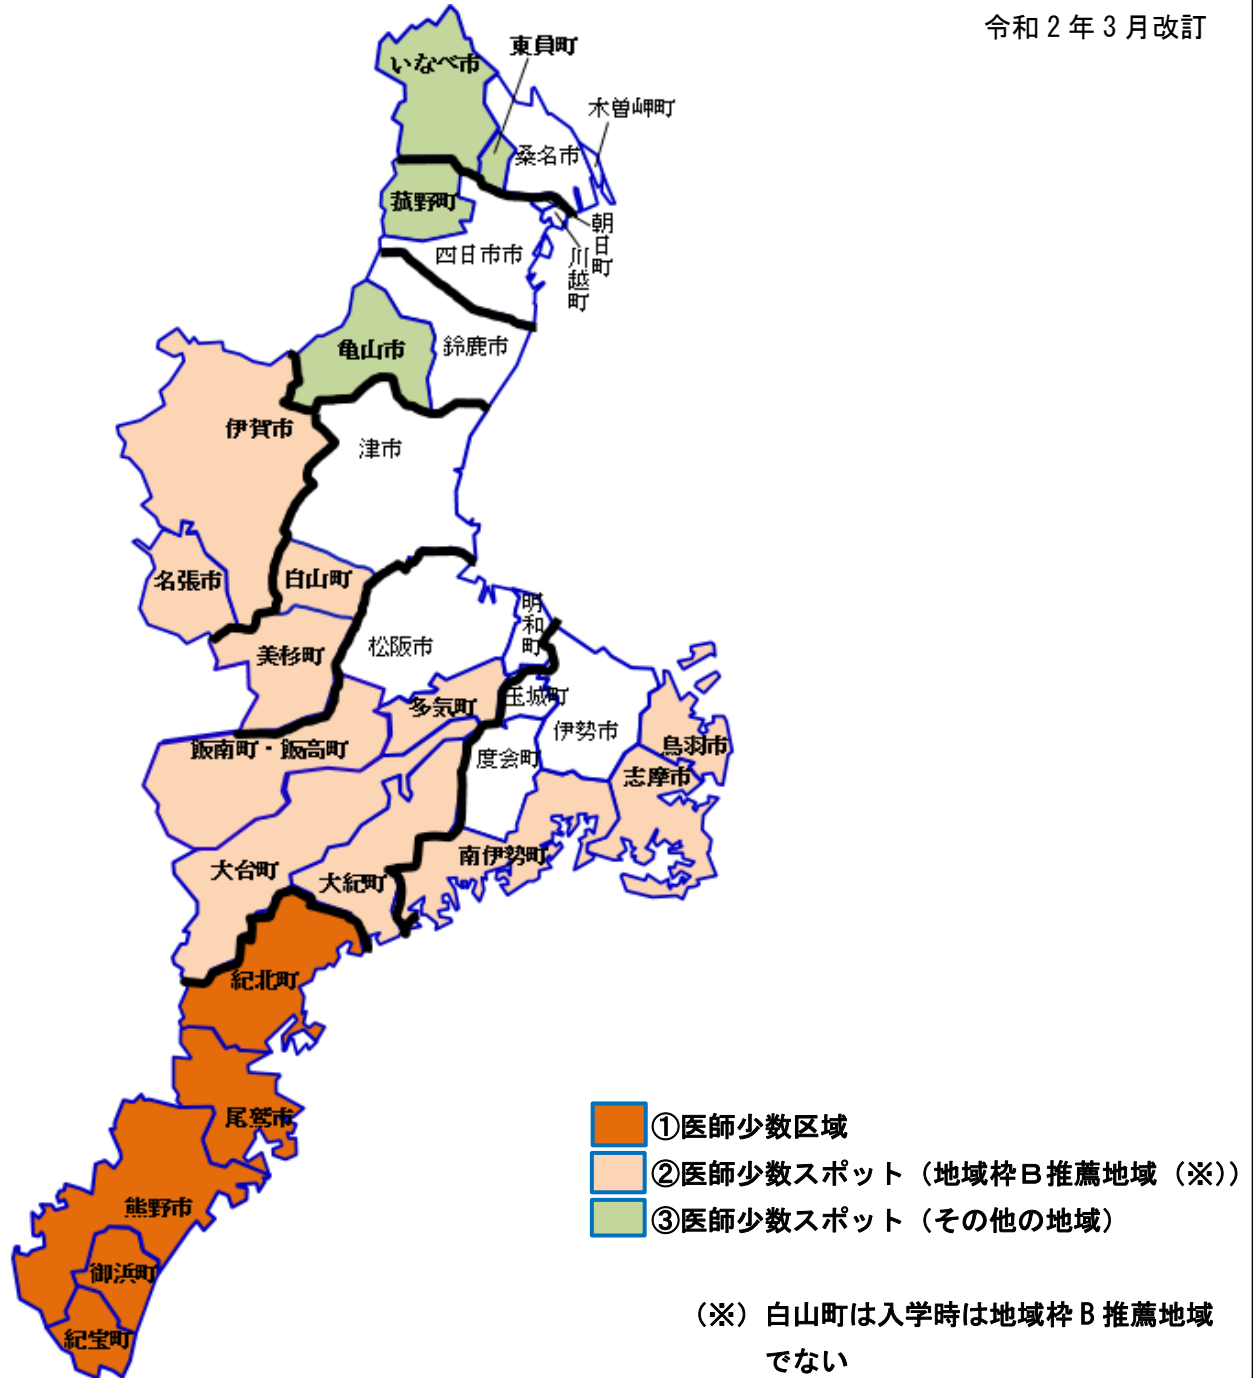 令和２年３月改訂
いなべ市
東員町
木曽岬町
桑名市
菰野町
朝日町
四日市市
川越町
亀山市
鈴鹿市
伊賀市
津市
名張市
白山町
明和町
松阪市
美杉町
多気町
玉城町
伊勢市
鳥羽市
飯南町・飯高町
度会町
志摩市
南伊勢町
大台町
大紀町
紀北町
尾鷲市
熊野市
御浜町
紀宝町
①医師少数区域
②医師少数スポット（地域枠Ｂ推薦地域（※））
③医師少数スポット（その他の地域）
（※）白山町は入学時は地域枠Ｂ推薦地域
でない